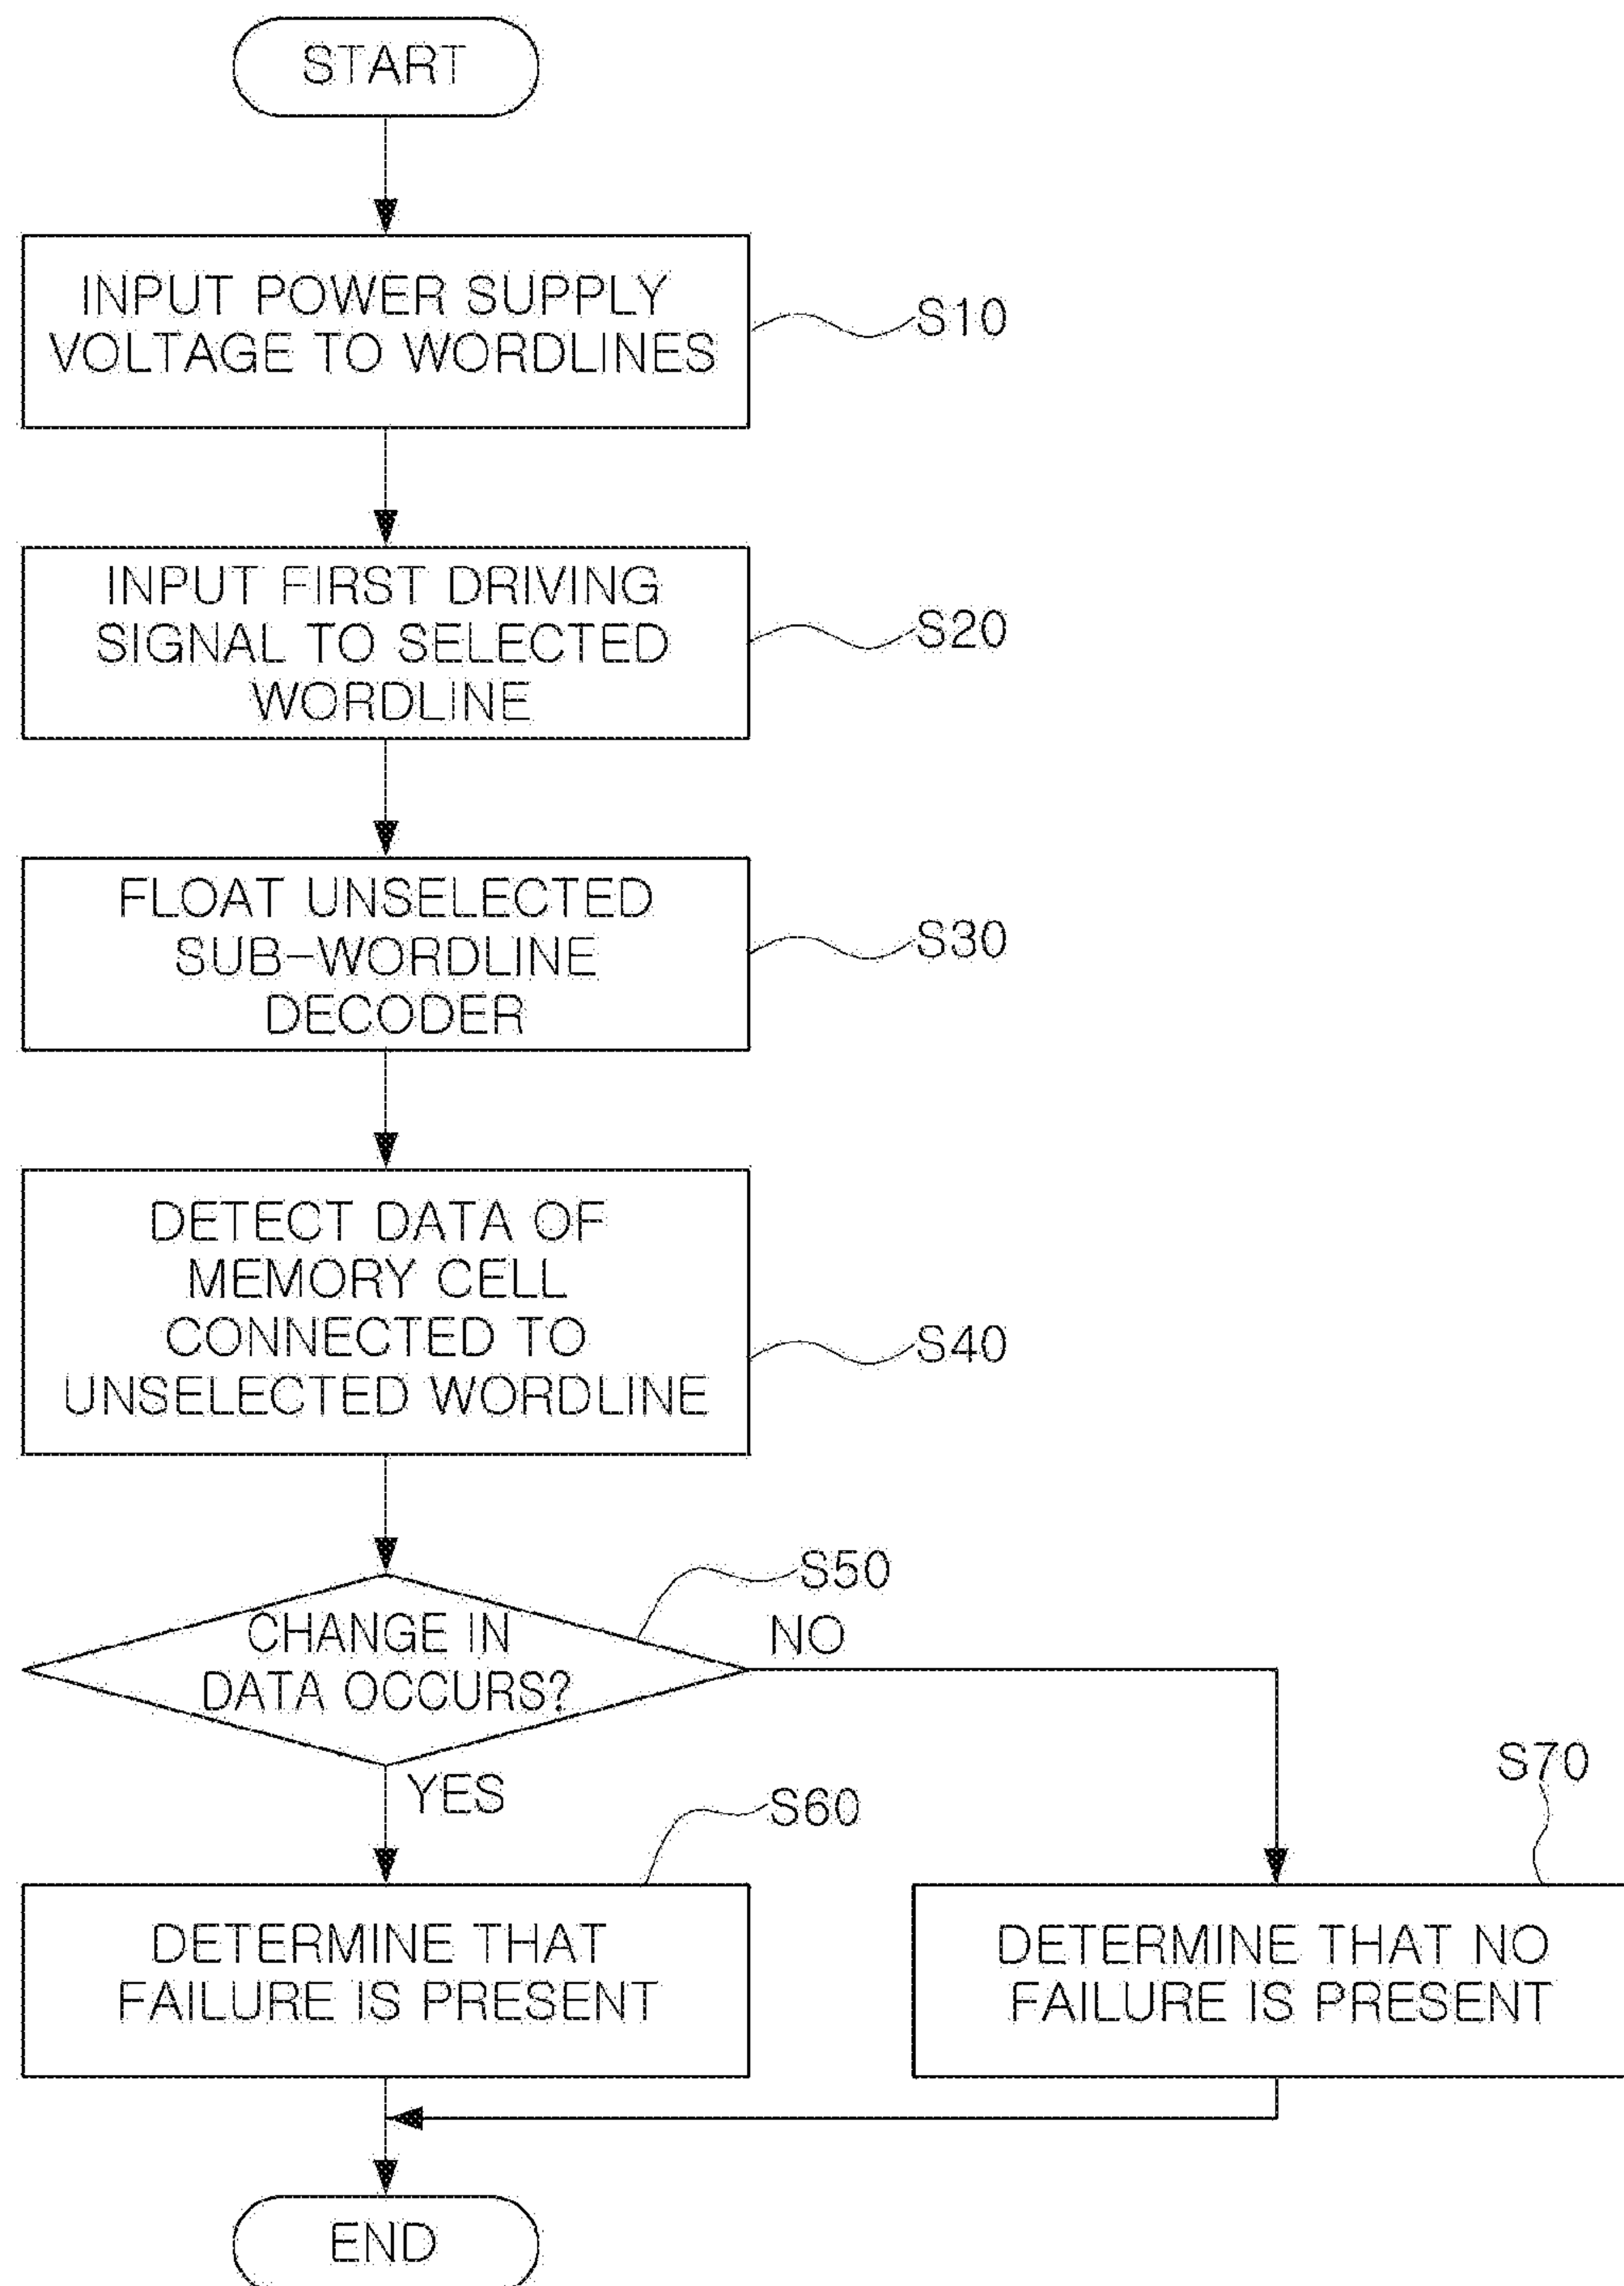 START
INPUT POWER SUPPLY
VOLTAGE TO WORDLINES
S10
INPUT FIRST DRIVING
SIGNAL TO SELECTED
WORDLINE
S20
FLOAT UNSELECTED
SUB-WORDLINE
DECODER
S30
DETECT DATA OF
MEMORY CELL
CONNECTED TO
UNSELECTED WORDLINE
S40
S50
CHANGE IN
DATA OCCURS?
NO
YES
S60
S70
DETERMINE THAT
FAILURE IS PRESENT
DETERMINE THAT NO
FAILURE IS PRESENT
END